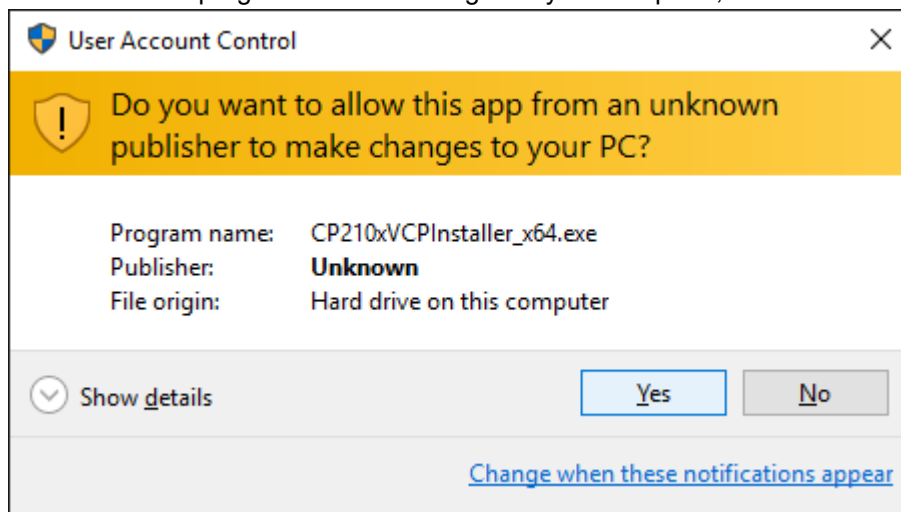 User Account Control
Do you want to allow this app from an unknown
publisher to make changes to your PC?
Program name: CP210xVCPInstaller_x64.exe
Publisher: Unknown
File origin: Hard drive on this computer
Show details
Yes
No
Change when these notifications appear